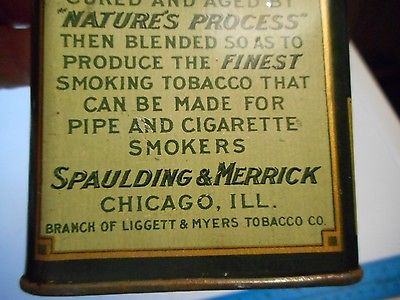 CURED AND AGED BY
"NATURE'S PROCESS"
THEN BLENDED SO AS TO
PRODUCE THE FINEST
SMOKING TOBACCO THAT
CAN BE MADE FOR
PIPE AND CIGARETTE
SMOKERS
SPAULDING & MERRICK
CHICAGO, ILL.
BRANCH OF LIGGETT & MYERS TOBACCO CO.